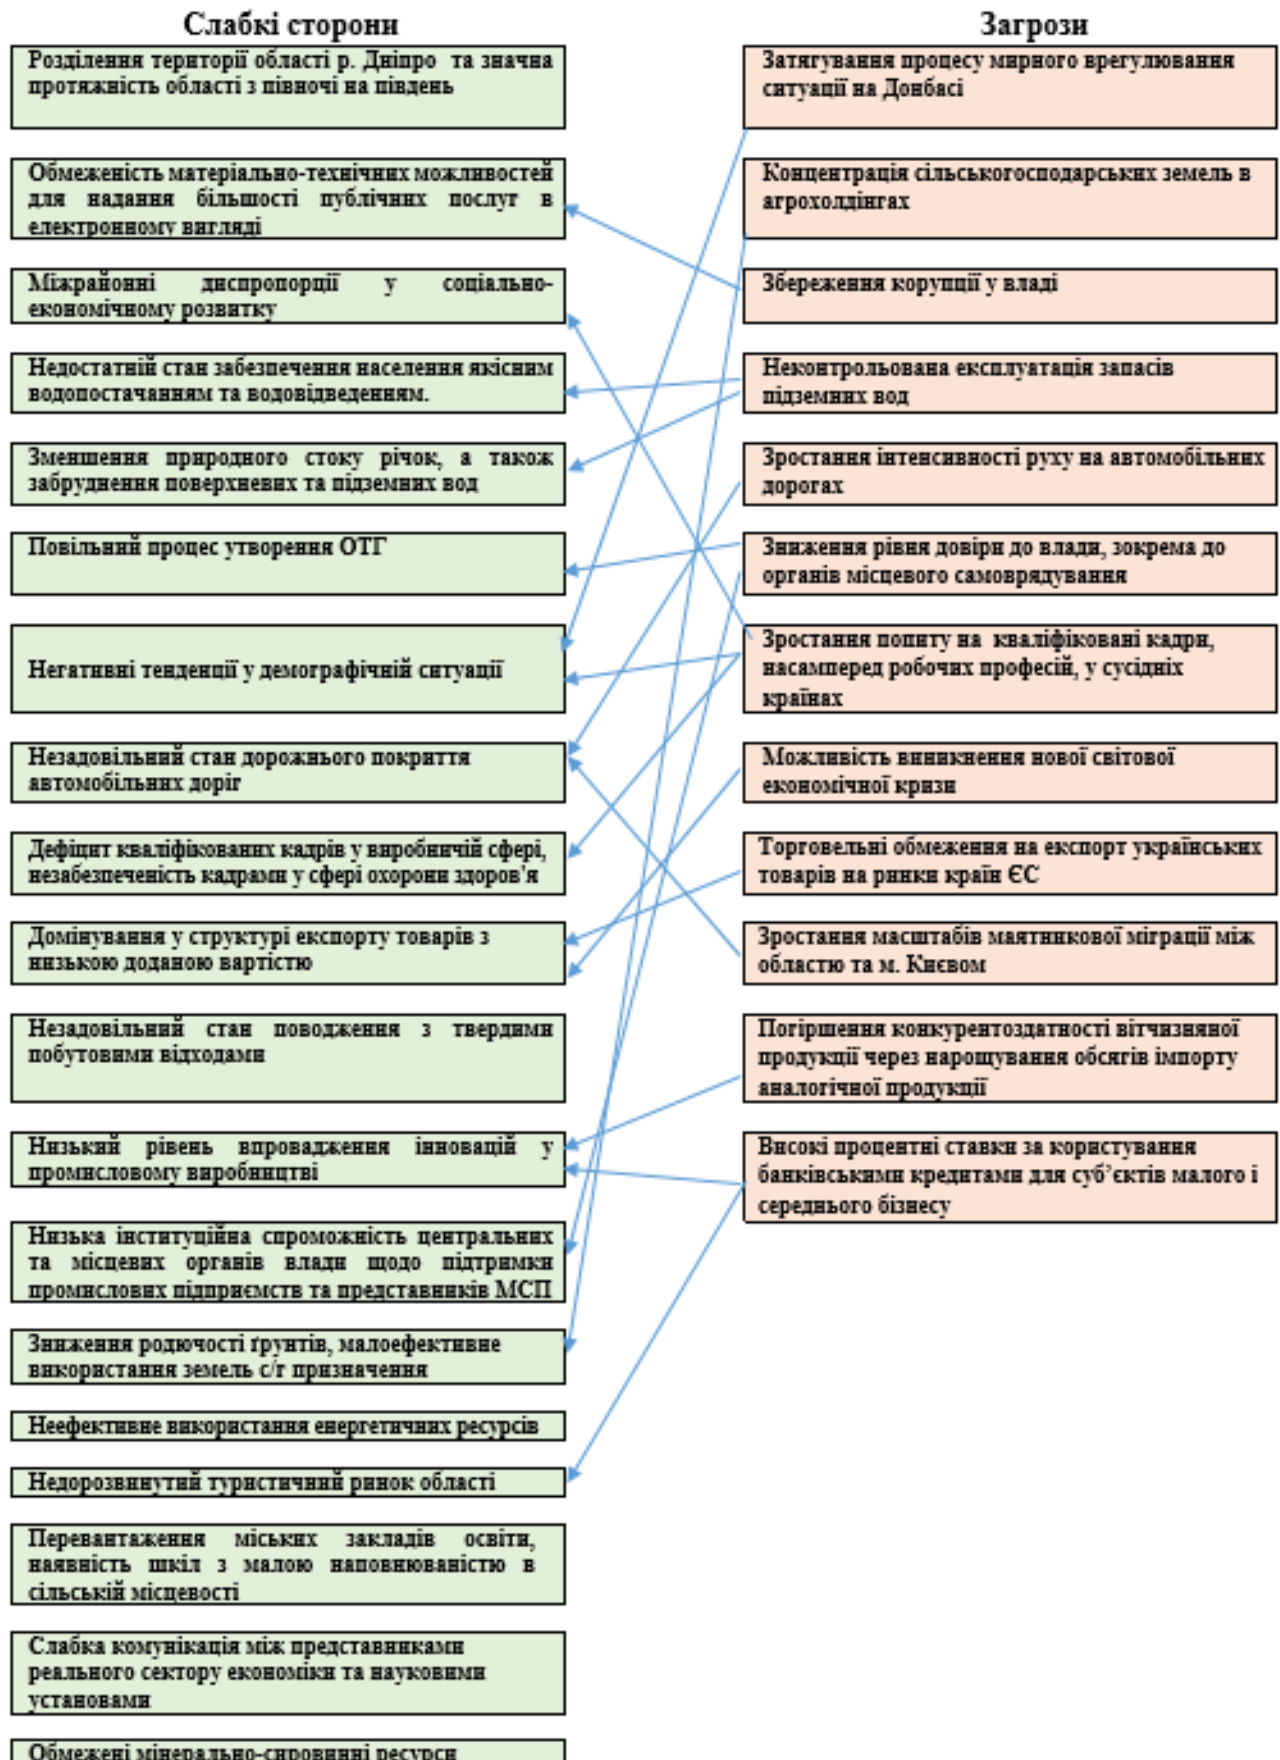 Слабкі сторони
Розділення території області р. Дніпро та значна
протяжність області з півночі на південь
Обмеженість матеріально-технічних можливостей
для надання більшості публічних послуг в
електронному вигляді
Міжрайонні диспропорції у соціально-
економічному розвитку
Недостатній стан забезпечення населення якісним
водопостачанням та водовідведенням.
Зменшення природного стоку річок, а також
забруднення поверхневих та підземних вод
Повільний процес утворення ОТГ
Негативні тенденції у демографічній ситуації
Незадовільний стан дорожнього покриття
автомобільних доріг
Дефіцит кваліфікованих кадрів у виробничій сфері,
незабезпеченість кадрами у сфері охорони здоров'я
Домінування у структурі експорту товарів з
низькою доданою вартістю
Незадовільний стан поводження з твердими
побутовими відходами
Низький рівень впровадження інновацій у
промисловому виробництві
Низька інституційна спроможність центральних
та місцевих органів влади щодо підтримки
промислових підприємств та представників МСП
Зниження родючості ґрунтів, малоефективне
використання земель с/г призначення
Неефективне використання енергетичних ресурсів
Недорозвинутий туристичний ринок області
Перевантаження міських закладів освіти,
наявність шкіл з малою наповнюваністю в
сільській місцевості
Слабка комунікація між представниками
реального сектору економіки та науковими
установами
Обмежені мінерально-сировинні ресурси
Загрози
Затягування процесу мирного врегулювання
ситуації на Донбасі
Концентрація сільськогосподарських земель в
агрохолдінгах
Збереження корупції у владі
Неконтрольована експлуатація запасів
підземних вод
Зростання інтенсивності руху на автомобільних
дорогах
Зниження рівня довіри до влади, зокрема до
органів місцевого самоврядування
Зростання попиту на кваліфіковані кадри,
насамперед робочих професій, у сусідніх
країнах
Можливість виникнення нової світової
економічної кризи
Торговельні обмеження на експорт українських
товарів на ринки країн ЄС
Зростання масштабів маятникової міграції між
областю та м. Києвом
Погіршення конкурентоздатності вітчизняної
продукції через нарощування обсягів імпорту
аналогічної продукції
Високі процентні ставки за користування
банківськими кредитами для суб’єктів малого і
середнього бізнесу